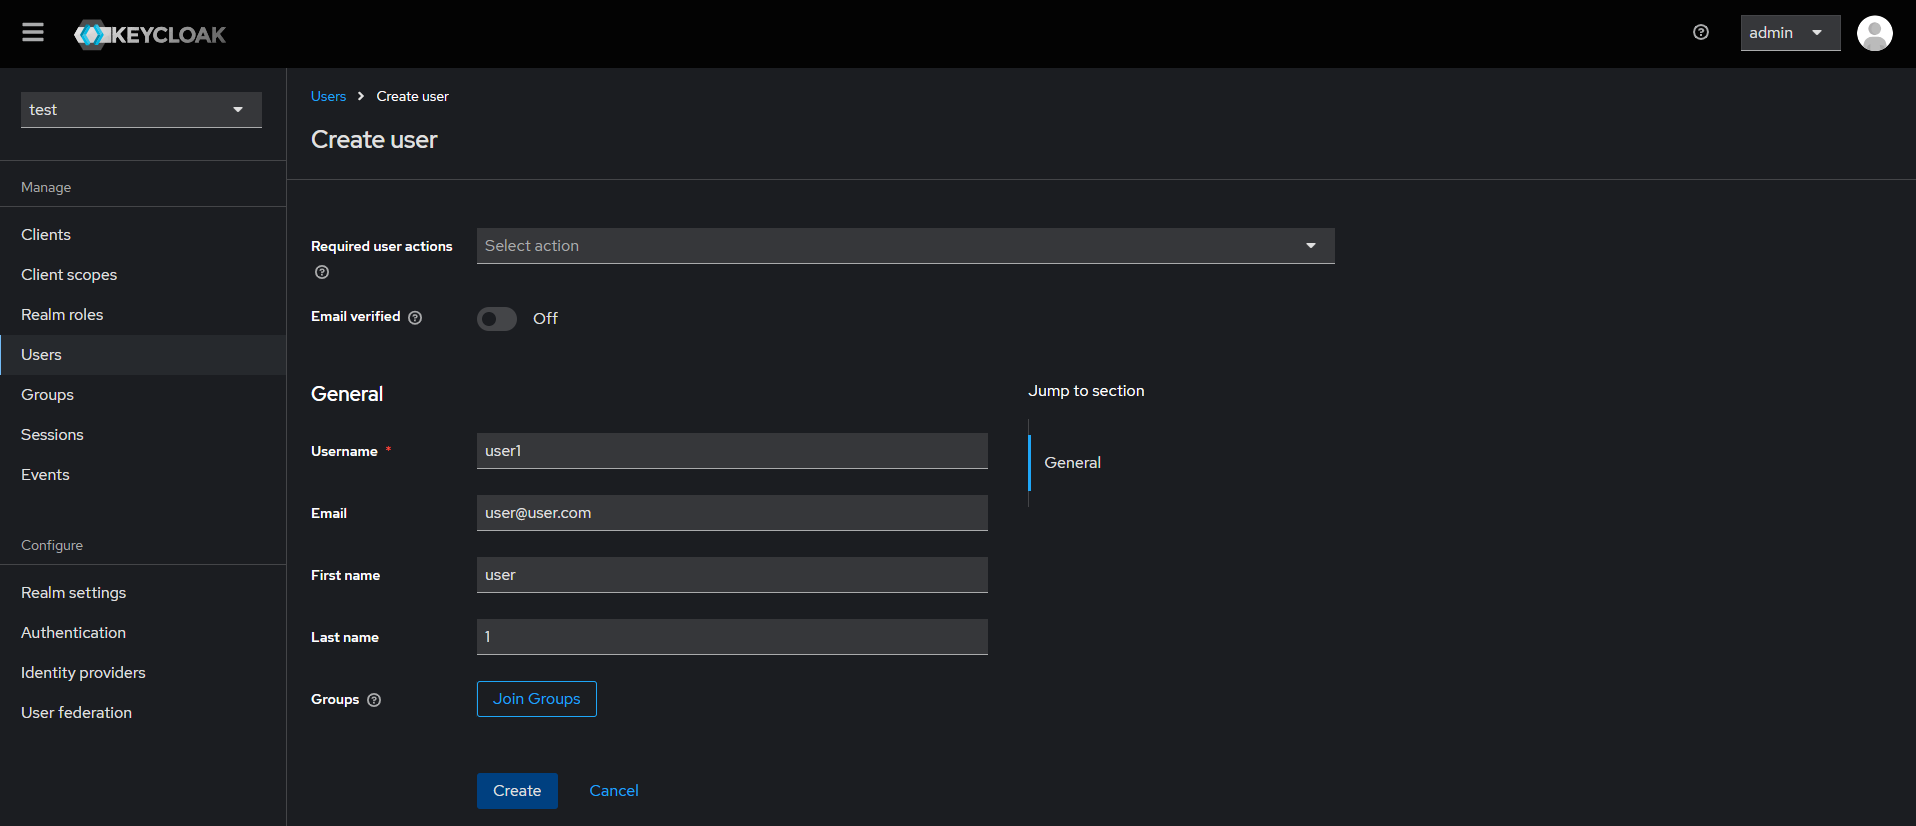 KEYCLOAK
admin
test
Manage
Clients
Client scopes
Realm roles
Users
Groups
Sessions
Events
Configure
Realm settings
Authentication
Identity providers
User federation
Users > Create user
Create user
Required user actions
Select action
Email verified
Off
General
Username *
user1
Email
user@user.com
First name
user
Last name
1
Groups
Join Groups
Create
Cancel
Jump to section
General